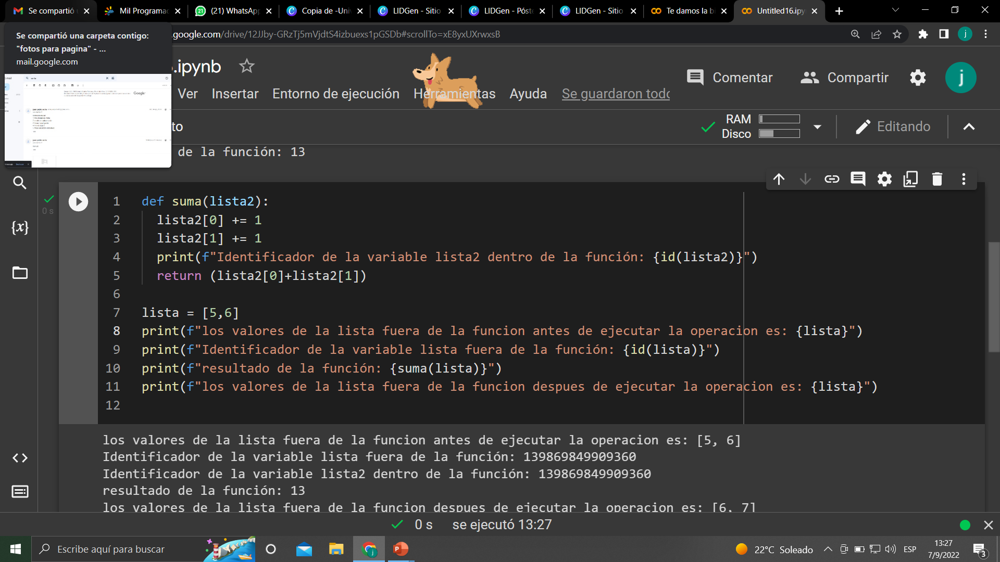 Se compartió
Mil Programa
(21) WhatsApp
Copia de -Uni
LIDGen - Sitio
LIDGen - Póst
LIDGen - Sitio
Te damos la b
Untitled16.ipy
Se compartió una carpeta contigo:
"fotos para pagina" - ...
mail.google.com
.google.com/drive/12JJby-GRzTj5mVjdtS4izbuexs1pGSDb#scrollTo=xE8yxUXrwxsB
j
.ipynb
Comentar
Compartir
j
Ver Insertar Entorno de ejecución Herramientas Ayuda Se guardaron todo
to
RAM
Disco
Editando
de la función: 13
0 s
1 def suma(lista2):
2 lista2[0] += 1
3 lista2[1] += 1
4 print(f"Identificador de la variable lista2 dentro de la función: {id(lista2)}")
5 return (lista2[0]+lista2[1])
6
7 lista = [5,6]
8 print(f"los valores de la lista fuera de la funcion antes de ejecutar la operacion es: {lista}")
9 print(f"Identificador de la variable lista fuera de la función: {id(lista)}")
10 print(f"resultado de la función: {suma(lista)}")
11 print(f"los valores de la lista fuera de la funcion despues de ejecutar la operacion es: {lista}")
12
los valores de la lista fuera de la funcion antes de ejecutar la operacion es: [5, 6]
Identificador de la variable lista fuera de la función: 139869849909360
Identificador de la variable lista2 dentro de la función: 139869849909360
resultado de la función: 13
los valores de la lista fuera de la funcion despues de ejecutar la operacion es: [6, 7]
0 s se ejecutó 13:27
Escribe aquí para buscar
22°C Soleado
ESP
13:27
7/9/2022
3